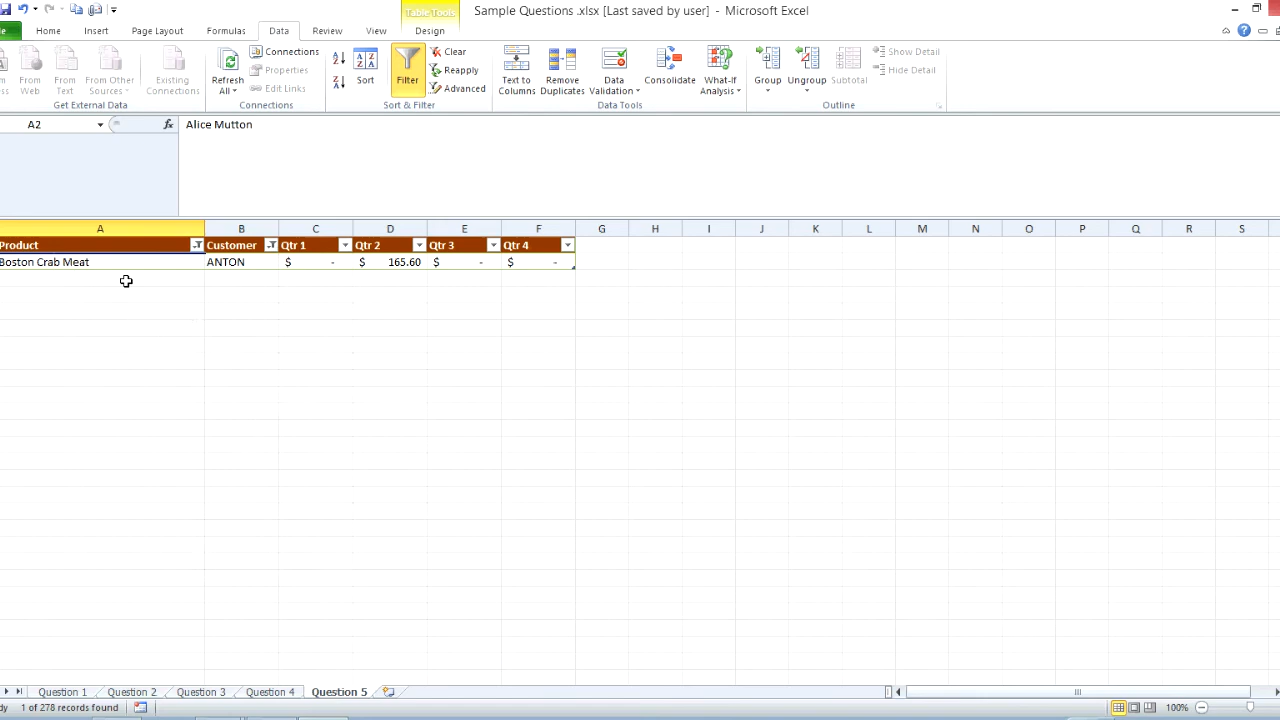 Table Tools
Sample Questions .xlsx [Last saved by user] - Microsoft Excel
Home Insert Page Layout Formulas Data Review View Design
From Web
From Text
From Other Sources
Existing Connections
Get External Data
Refresh All
Connections
Properties
Edit Links
Connections
Sort
Filter
Clear
Reapply
Advanced
Sort & Filter
Text to Columns
Remove Duplicates
Data Validation
Consolidate
What-If Analysis
Data Tools
Group
Ungroup
Subtotal
Show Detail
Hide Detail
Outline
A2 fx Alice Mutton
A B C D E F G H I J K L M N O P Q R S
Product Customer Qtr 1 Qtr 2 Qtr 3 Qtr 4
Boston Crab Meat ANTON $ - $ 165.60 $ - $ -
Question 1 Question 2 Question 3 Question 4 Question 5
1 of 278 records found 100%